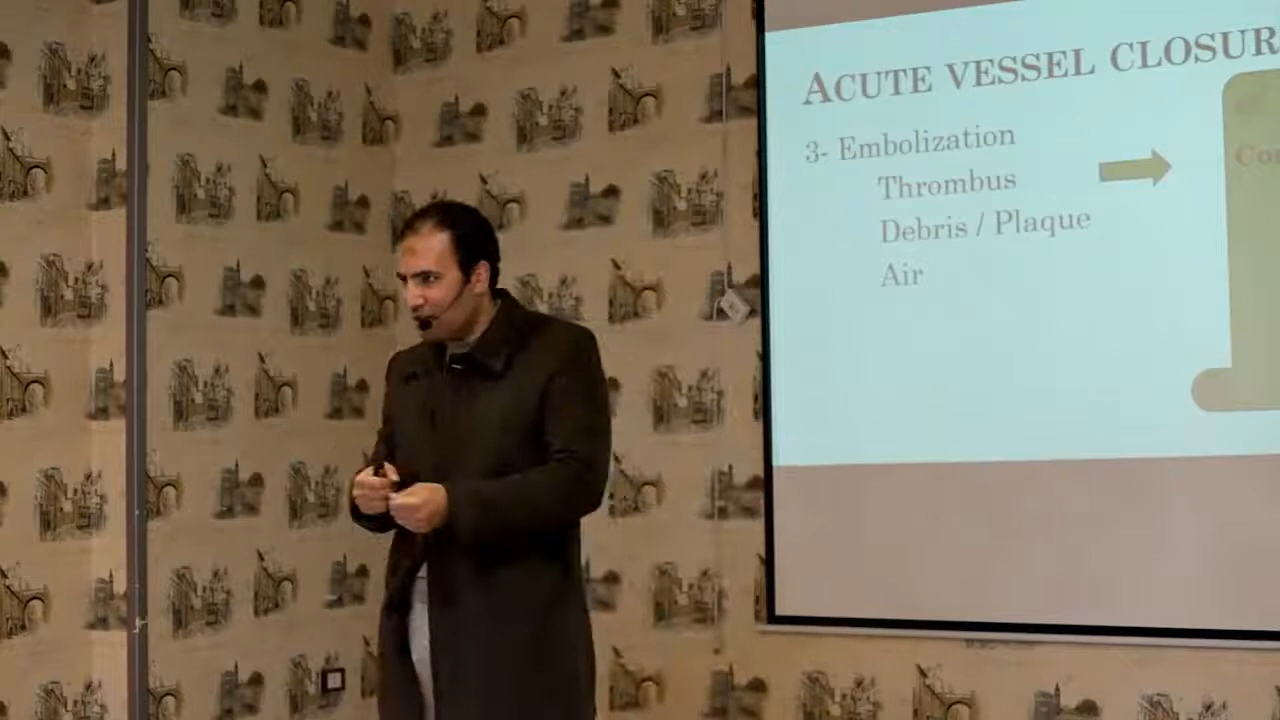 ACUTE VESSEL CLOSUR
3- Embolization
Thrombus
Debris / Plaque
Air